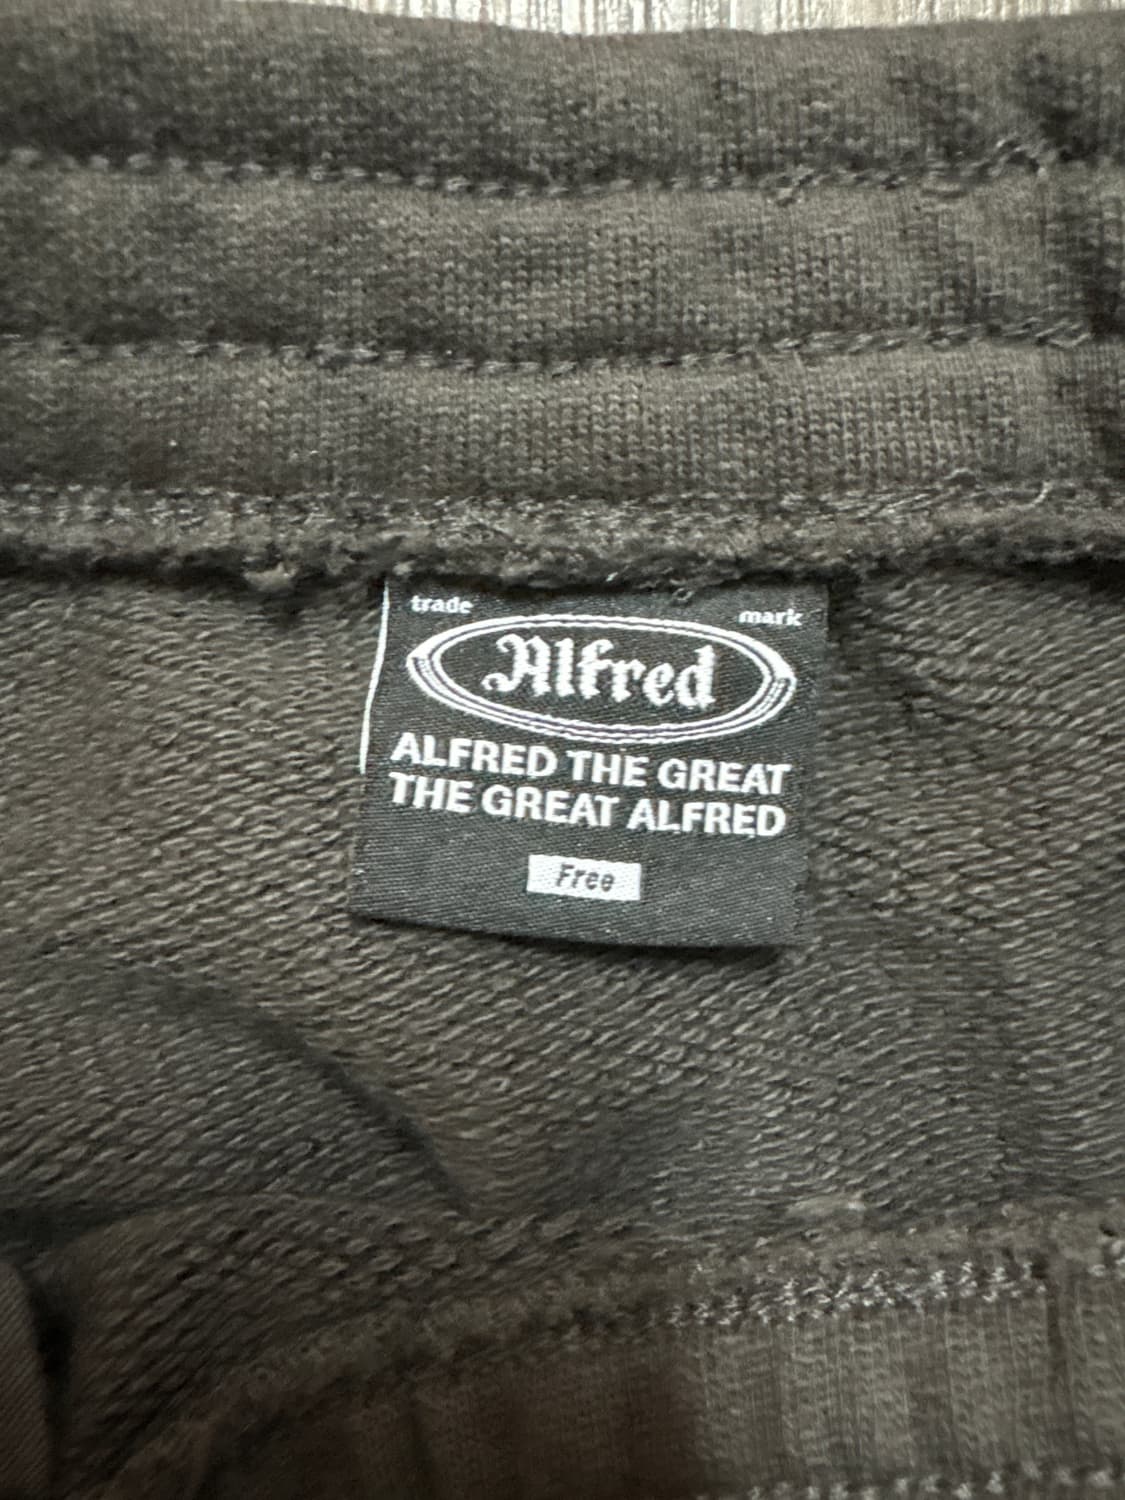 trade mark
Alfred
ALFRED THE GREAT
THE GREAT ALFRED
Free